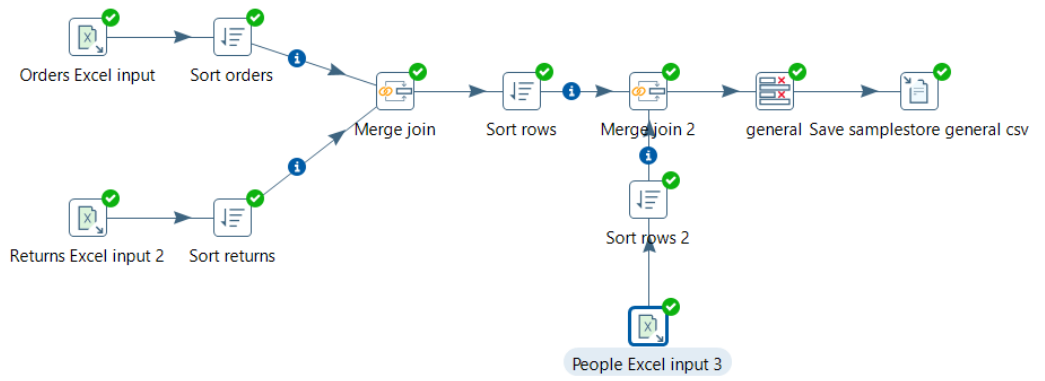 Orders Excel input
Sort orders
Merge join
Sort rows
Merge join 2
general
Save samplestore general csv
Returns Excel input 2
Sort returns
Sort rows 2
People Excel input 3